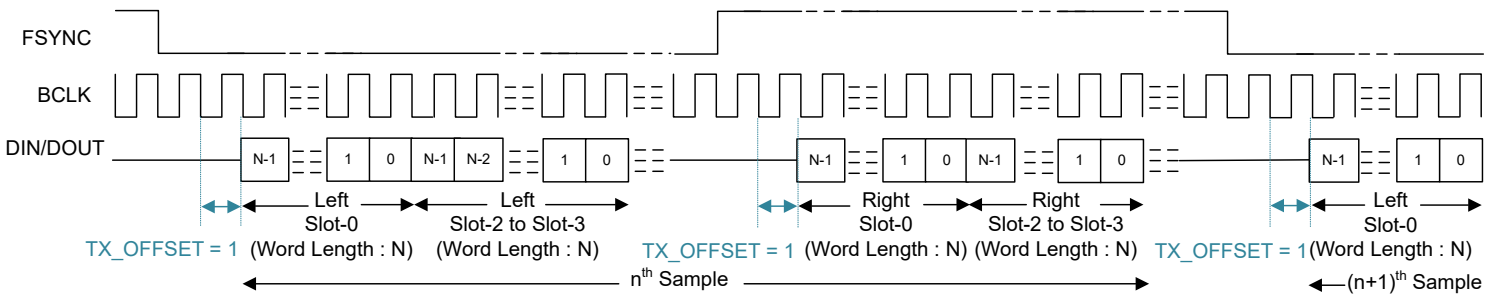 FSYNC
BCLK
DIN/DOUT
N-1 1 0 N-1 N-2 1 0 N-1 1 0 N-1 1 0 N-1 1 0
Left Left Right Right Left
Slot-0 Slot-2 to Slot-3 Slot-0 Slot-2 to Slot-3 Slot-0
TX_OFFSET = 1 (Word Length : N) (Word Length : N) TX_OFFSET = 1 (Word Length : N) (Word Length : N) TX_OFFSET = 1 (Word Length : N)
nth Sample (n+1)th Sample